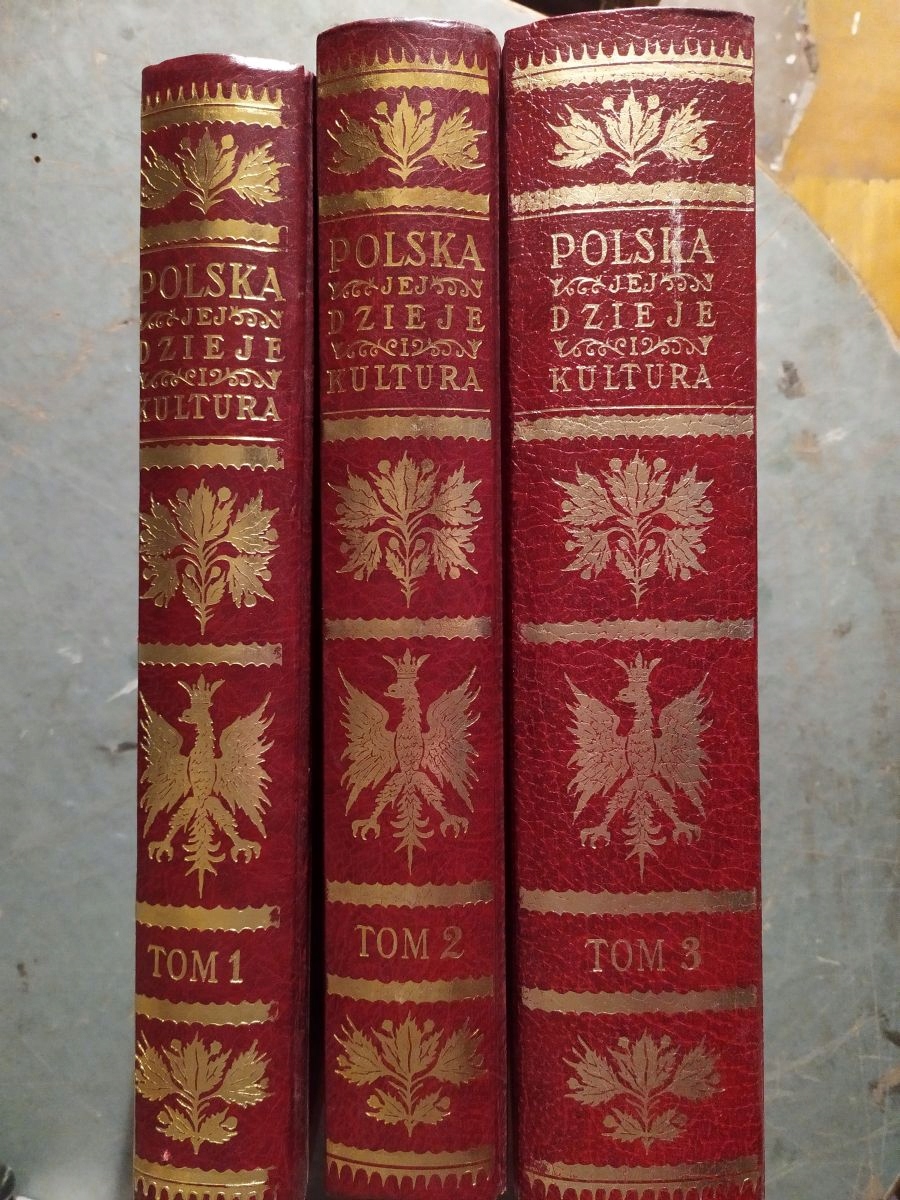 POLSKA
JEJ
DZIEJE
I
KULTURA
TOM 1
POLSKA
JEJ
DZIEJE
I
KULTURA
TOM 2
POLSKA
JEJ
DZIEJE
I
KULTURA
TOM 3